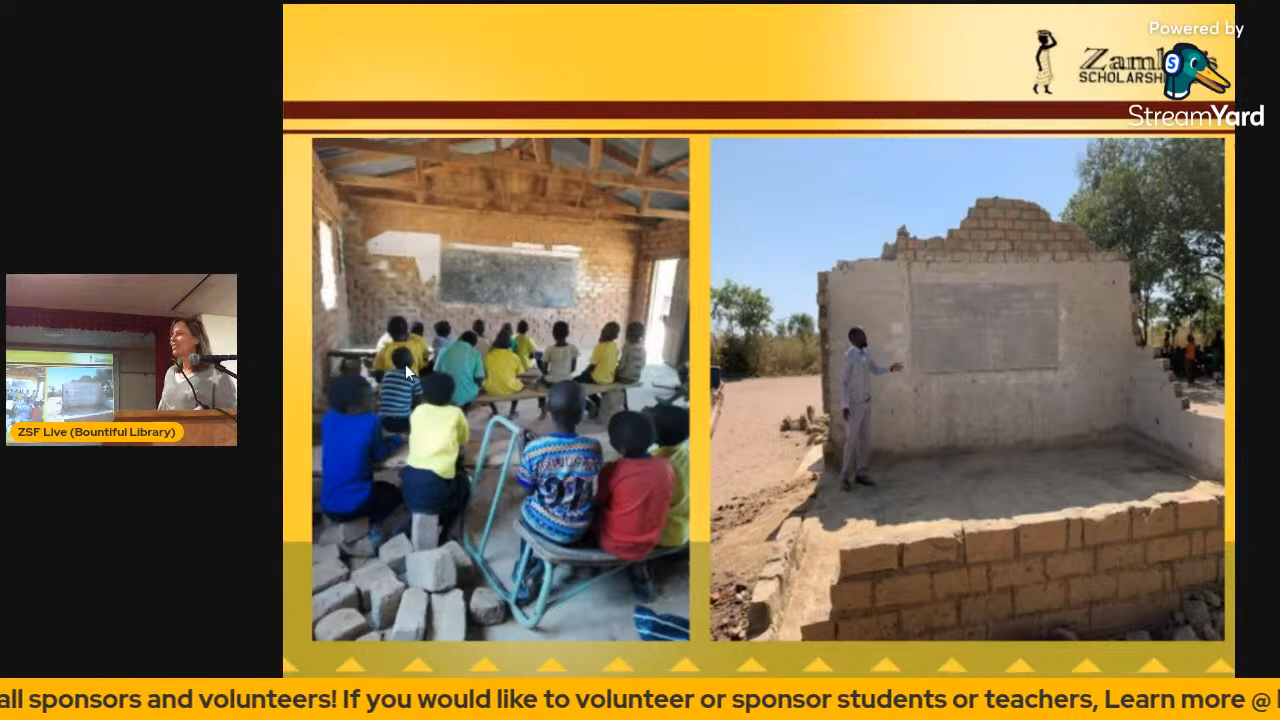 Powered by
StreamYard
SCHOLARSH
S
ZSF Live (Bountiful Library)
all sponsors and volunteers! If you would like to volunteer or sponsor students or teachers, Learn more @